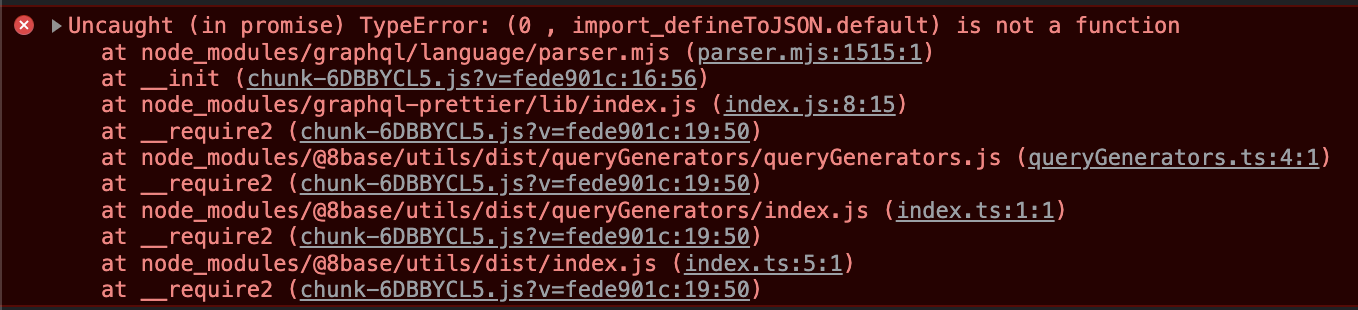 Uncaught (in promise) TypeError: (0 , import_defineToJSON.default) is not a function
at node_modules/graphql/language/parser.mjs (parser.mjs:1515:1)
at __init (chunk-6DBBYCL5.js?v=fede901c:16:56)
at node_modules/graphql-prettier/lib/index.js (index.js:8:15)
at __require2 (chunk-6DBBYCL5.js?v=fede901c:19:50)
at node_modules/@8base/utils/dist/queryGenerators/queryGenerators.js (queryGenerators.ts:4:1)
at __require2 (chunk-6DBBYCL5.js?v=fede901c:19:50)
at node_modules/@8base/utils/dist/queryGenerators/index.js (index.ts:1:1)
at __require2 (chunk-6DBBYCL5.js?v=fede901c:19:50)
at node_modules/@8base/utils/dist/index.js (index.ts:5:1)
at __require2 (chunk-6DBBYCL5.js?v=fede901c:19:50)